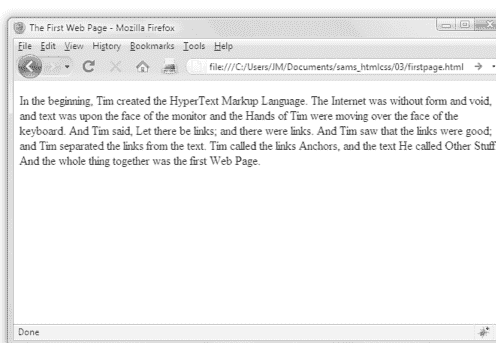 The First Web Page - Mozilla Firefox
File Edit View History Bookmarks Tools Help
file:///C:/Users/JM/Documents/sams_htmlcss/03/firstpage.html
In the beginning, Tim created the HyperText Markup Language. The Internet was without form and void,
and text was upon the face of the monitor and the Hands of Tim were moving over the face of the
keyboard. And Tim said, Let there be links; and there were links. And Tim saw that the links were good;
and Tim separated the links from the text. Tim called the links Anchors, and the text He called Other Stuff
And the whole thing together was the first Web Page.
Done